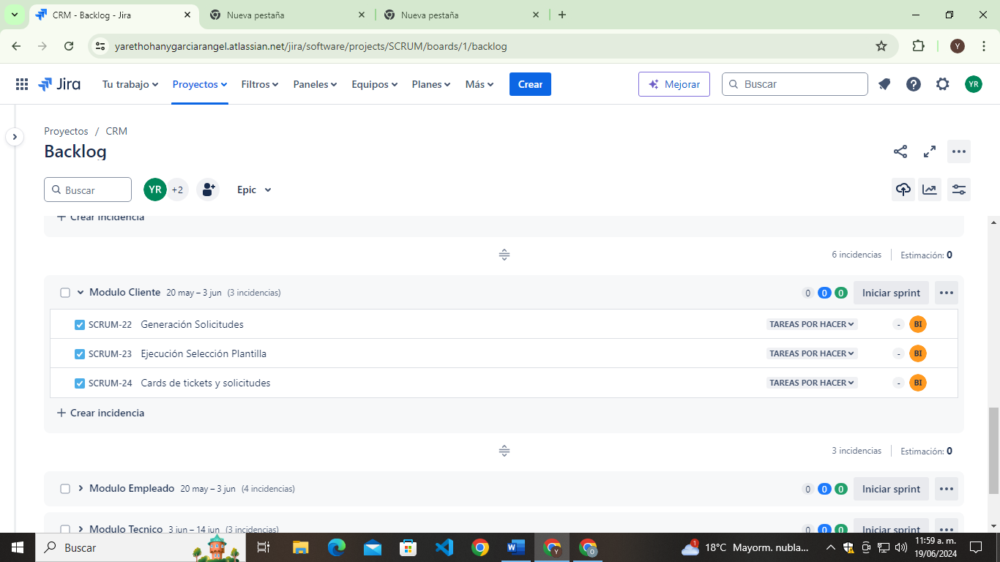 CRM - Backlog - Jira
Nueva pestaña
Nueva pestaña
yarethohanygarciarangel.atlassian.net/jira/software/projects/SCRUM/boards/1/backlog
Y
Jira
Tu trabajo
Proyectos
Filtros
Paneles
Equipos
Planes
Más
Crear
Mejorar
Buscar
YR
Proyectos / CRM
Backlog
Buscar
YR
+2
Epic
Crear incidencia
6 incidencias
Estimación: 0
Modulo Cliente 20 may – 3 jun (3 incidencias)
0 0 0
Iniciar sprint
SCRUM-22 Generación Solicitudes TAREAS POR HACER - BI
SCRUM-23 Ejecución Selección Plantilla TAREAS POR HACER - BI
SCRUM-24 Cards de tickets y solicitudes TAREAS POR HACER - BI
Crear incidencia
3 incidencias
Estimación: 0
Modulo Empleado 20 may – 3 jun (4 incidencias)
0 0 0
Iniciar sprint
Modulo Tecnico 3 jun – 14 jun (3 incidencias)
0 0 0
Iniciar sprint
Buscar
18°C Mayorm. nubla...
11:59 a. m.
19/06/2024